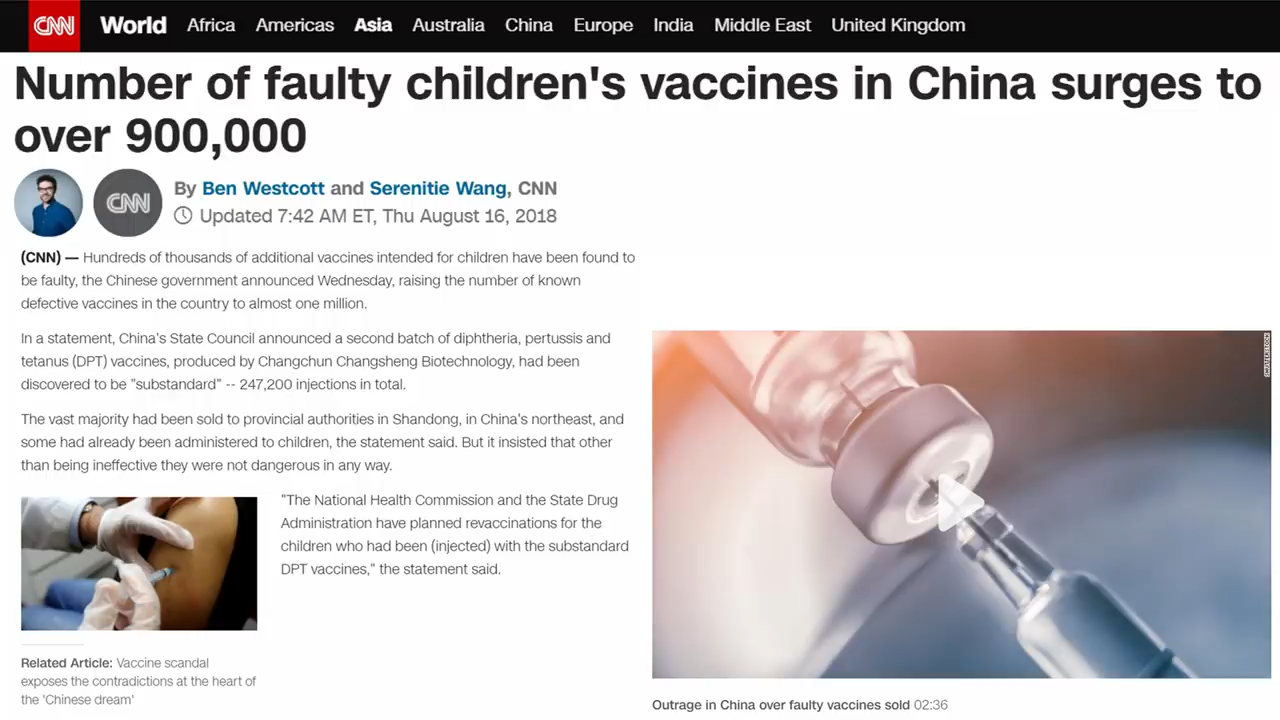 CNN World Africa Americas Asia Australia China Europe India Middle East United Kingdom
Number of faulty children's vaccines in China surges to
over 900,000
CNN
By Ben Westcott and Serenitie Wang, CNN
Updated 7:42 AM ET, Thu August 16, 2018
(CNN) — Hundreds of thousands of additional vaccines intended for children have been found to
be faulty, the Chinese government announced Wednesday, raising the number of known
defective vaccines in the country to almost one million.
In a statement, China's State Council announced a second batch of diphtheria, pertussis and
tetanus (DPT) vaccines, produced by Changchun Changsheng Biotechnology, had been
discovered to be "substandard" -- 247,200 injections in total.
The vast majority had been sold to provincial authorities in Shandong, in China's northeast, and
some had already been administered to children, the statement said. But it insisted that other
than being ineffective they were not dangerous in any way.
"The National Health Commission and the State Drug
Administration have planned revaccinations for the
children who had been (injected) with the substandard
DPT vaccines," the statement said.
Related Article: Vaccine scandal
exposes the contradictions at the heart of
the 'Chinese dream'
SHUTTERSTOCK
Outrage in China over faulty vaccines sold 02:36